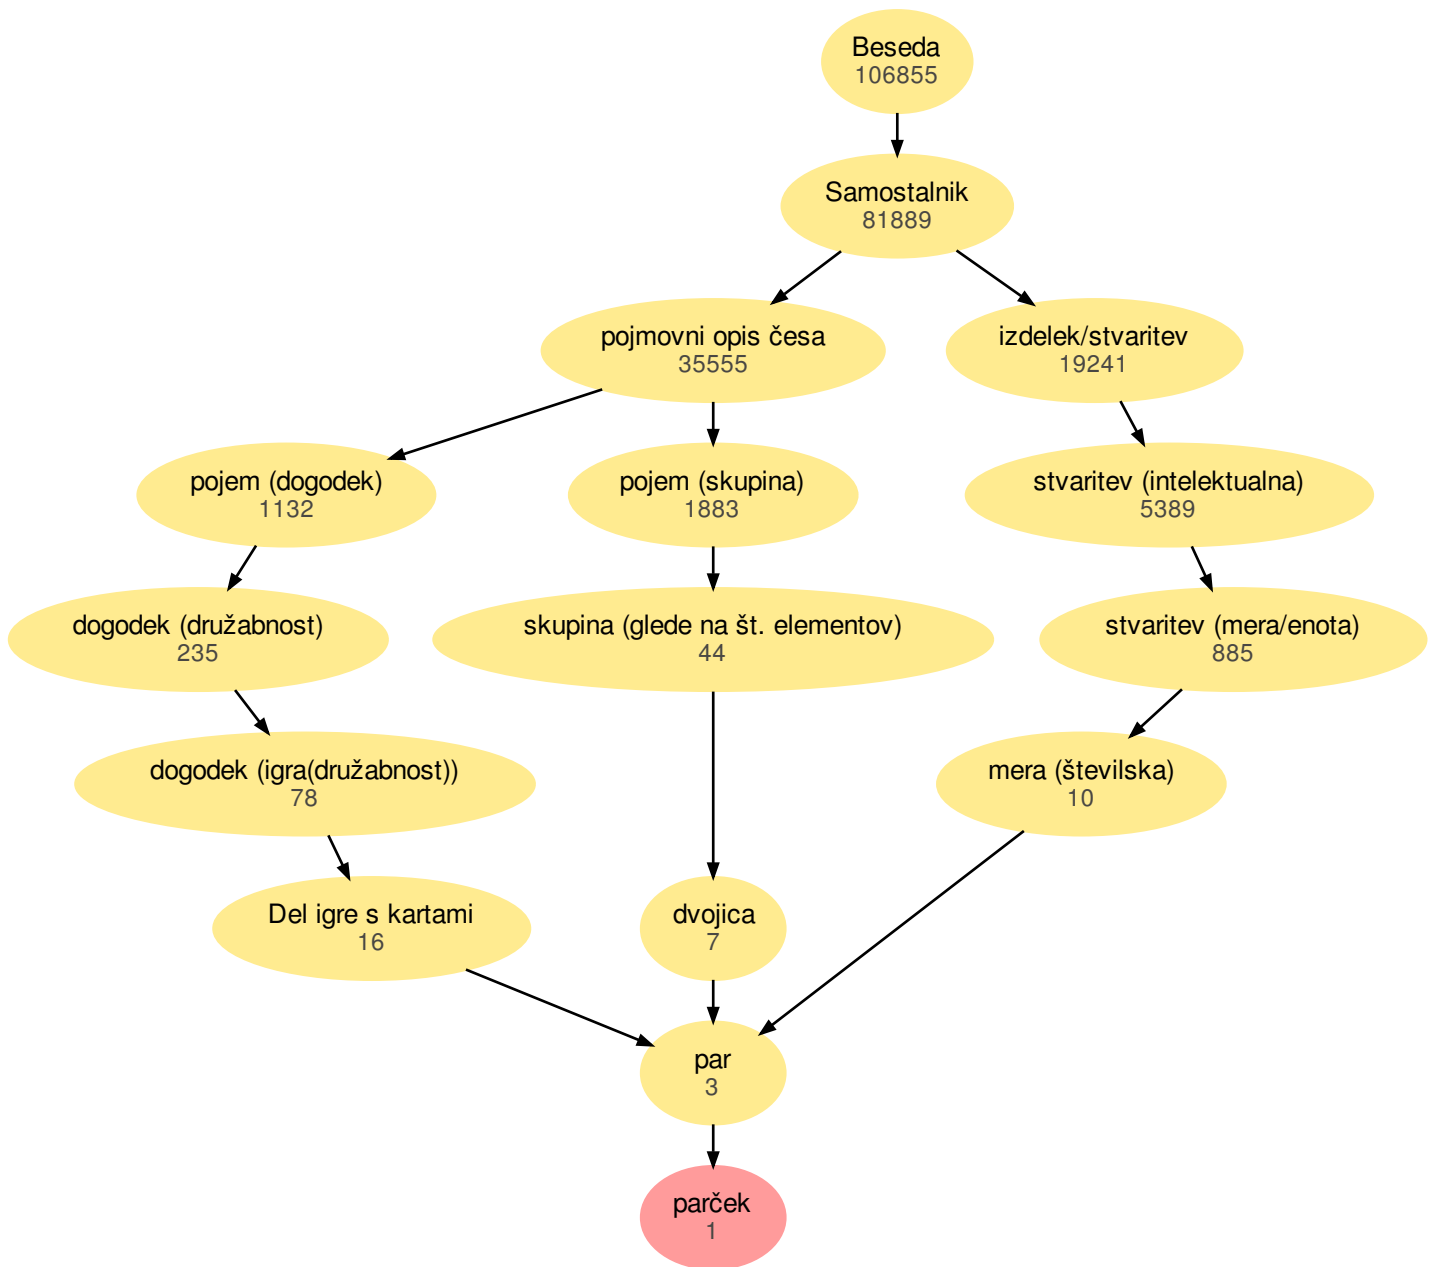 Beseda
106855
Samostalnik
81889
pojmovni opis česa
35555
izdelek/stvaritev
19241
pojem (dogodek)
1132
pojem (skupina)
1883
stvaritev (intelektualna)
5389
dogodek (družabnost)
235
skupina (glede na št. elementov)
44
stvaritev (mera/enota)
885
dogodek (igra(družabnost))
78
mera (številska)
10
Del igre s kartami
16
dvojica
7
par
3
parček
1